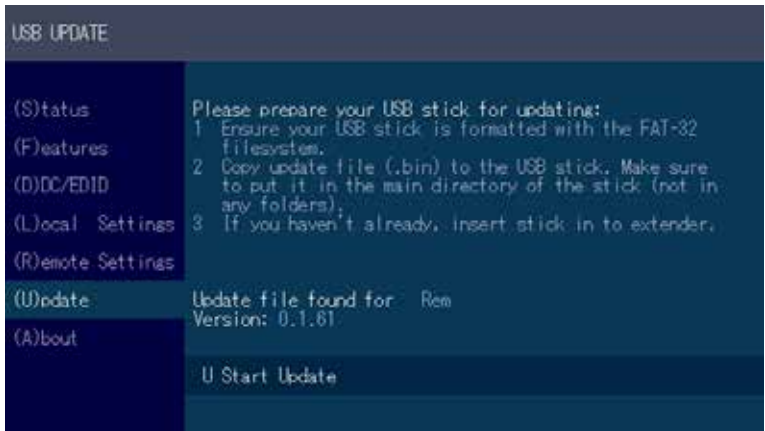 USB UPDATE
(S)tatus
(F)eatures
(D)DC/EDID
(L)ocal Settings
(R)emote Settings
(U)pdate
(A)bout
Please prepare your USB stick for updating:
1 Ensure your USB stick is formatted with the FAT-32
filesystem.
2 Copy update file (.bin) to the USB stick. Make sure
to put it in the main directory of the stick (not in
any folders).
3 If you haven't already, insert stick in to extender.
Update file found for Rem
Version: 0.1.61
U Start Update